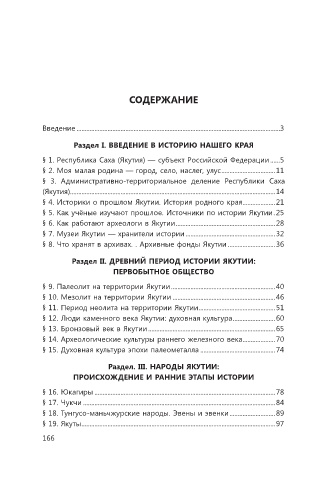 СОДЕРЖАНИЕ
Введение ........ 3
Раздел I. ВВЕДЕНИЕ В ИСТОРИЮ НАШЕГО КРАЯ
§ 1. Республика Саха (Якутия) — субъект Российской Федерации ..... 5
§ 2. Моя малая родина — город, село, наслег, улус ........ 11
§ 3. Административно-территориальное деление Республики Саха
(Якутия) ........ 14
§ 4. Историки о прошлом Якутии. История родного края ........ 21
§ 5. Как учёные изучают прошлое. Источники по истории Якутии . 25
§ 6. Как работают археологи в Якутии ........ 28
§ 7. Музеи Якутии — хранители истории ........ 32
§ 8. Что хранят в архивах. . Архивные фонды Якутии ........ 36
Раздел II. ДРЕВНИЙ ПЕРИОД ИСТОРИИ ЯКУТИИ:
ПЕРВОБЫТНОЕ ОБЩЕСТВО
§ 9. Палеолит на территории Якутии ........ 40
§ 10. Мезолит на территории Якутии ........ 46
§ 11. Период неолита на территории Якутии ........ 51
§ 12. Люди каменного века Якутии: духовная культура ........ 60
§ 13. Бронзовый век в Якутии ........ 65
§ 14. Археологические культуры раннего железного века ........ 70
§ 15. Духовная культура эпохи палеометалла ........ 74
Раздел. III. НАРОДЫ ЯКУТИИ:
ПРОИСХОЖДЕНИЕ И РАННИЕ ЭТАПЫ ИСТОРИИ
§ 16. Юкагиры ........ 78
§ 17. Чукчи ........ 84
§ 18. Тунгусо-маньчжурские народы. Эвены и эвенки ........ 89
§ 19. Якуты ........ 97
166